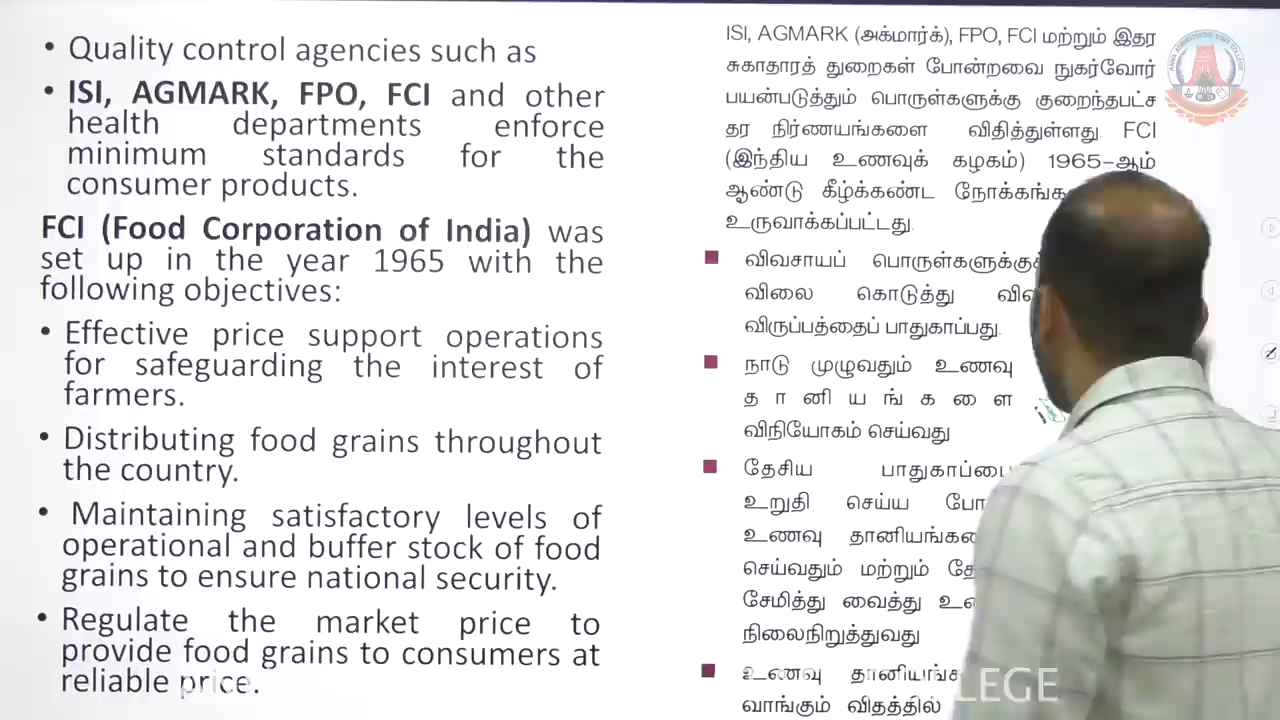 • Quality control agencies such as
• ISI, AGMARK, FPO, FCI and other
health departments enforce
minimum standards for the
consumer products.
FCI (Food Corporation of India) was
set up in the year 1965 with the
following objectives:
• Effective price support operations
for safeguarding the interest of
farmers.
• Distributing food grains throughout
the country.
• Maintaining satisfactory levels of
operational and buffer stock of food
grains to ensure national security.
• Regulate the market price to
provide food grains to consumers at
reliable price.
ISI, AGMARK (அக்மார்க்), FPO, FCI மற்றும் இதர
சுகாதாரத் துறைகள் போன்றவை நுகர்வோர்
பயன்படுத்தும் பொருள்களுக்கு குறைந்தபட்ச
தர நிர்ணயங்களை விதித்துள்ளது. FCI
(இந்திய உணவுக் கழகம்) 1965–ஆம்
ஆண்டு கீழ்க்கண்ட
உருவாக்கப்பட்டது.
■ விவசாயப்
விலை கொடுத்து
விருப்பத்தைப் பாதுகாப்பது.
■ நாடு முழுவதும் உணவு
தானியங்களை
விநியோகம் செய்வது
■ தேசிய
உறுதி செய்ய
உணவு
செய்வதும் மற்றும்
சேமித்து வைத்து
நிலைநிறுத்துவது
■ உணவு
வாங்கும் விதத்தில்